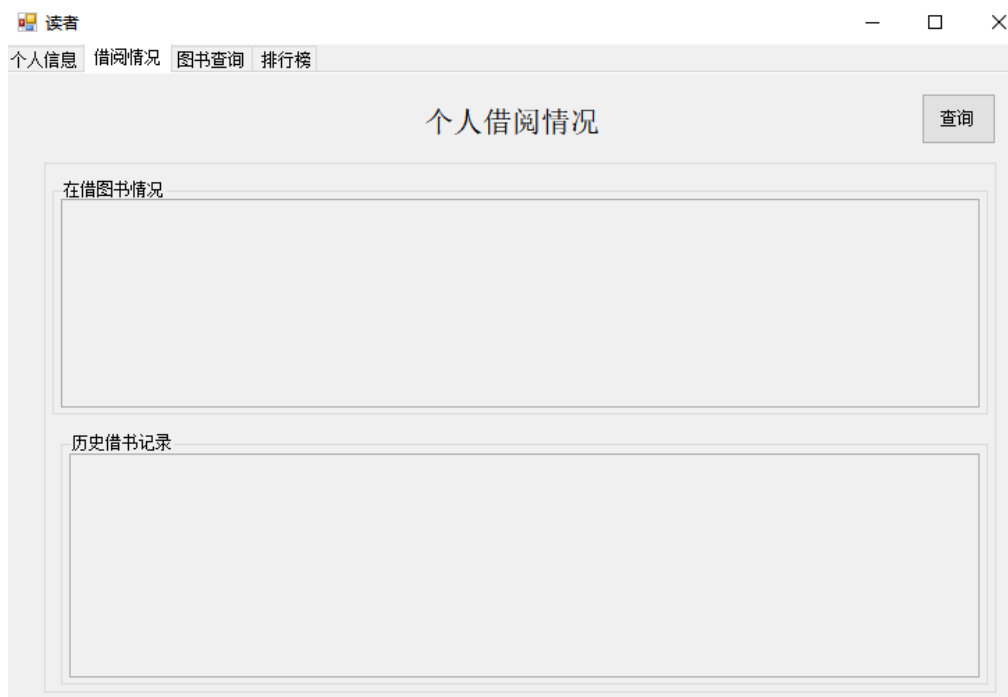 读者
个人信息 借阅情况 图书查询 排行榜
个人借阅情况 查询
在借图书情况
历史借书记录